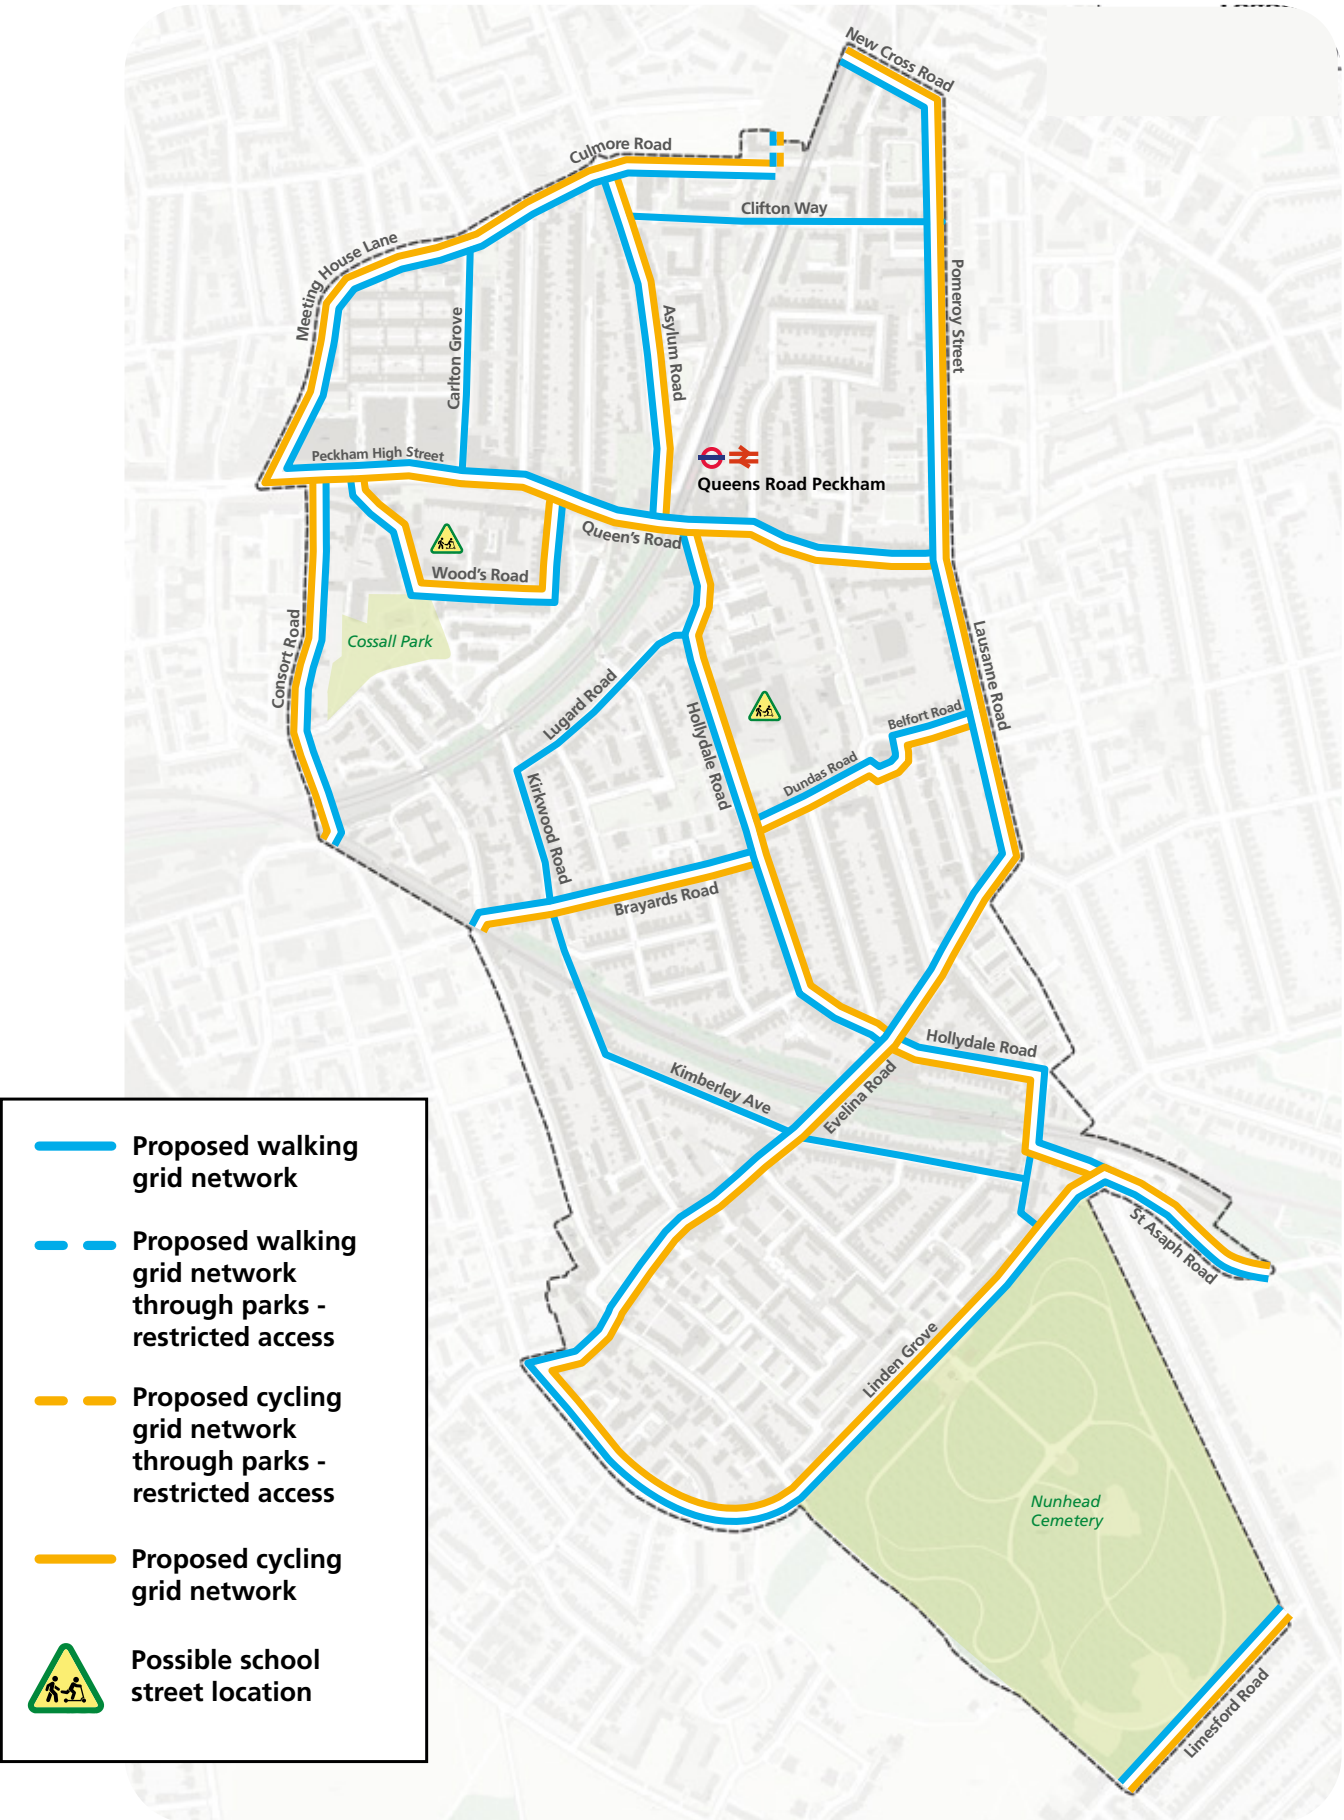 New Cross Road
Culmore Road
Clifton Way
Meeting House Lane
Pomeroy Street
Carlton Grove
Asylum Road
Peckham High Street
Queens Road Peckham
Queen's Road
Wood's Road
Cossall Park
Consort Road
Lausanne Road
Lugard Road
Hollydale Road
Belfort Road
Dundas Road
Kirkwood Road
Brayards Road
Hollydale Road
Kimberley Ave
Evelina Road
St Asaph Road
Linden Grove
Nunhead
Cemetery
Limesford Road
Proposed walking
grid network
Proposed walking
grid network
through parks -
restricted access
Proposed cycling
grid network
through parks -
restricted access
Proposed cycling
grid network
Possible school
street location